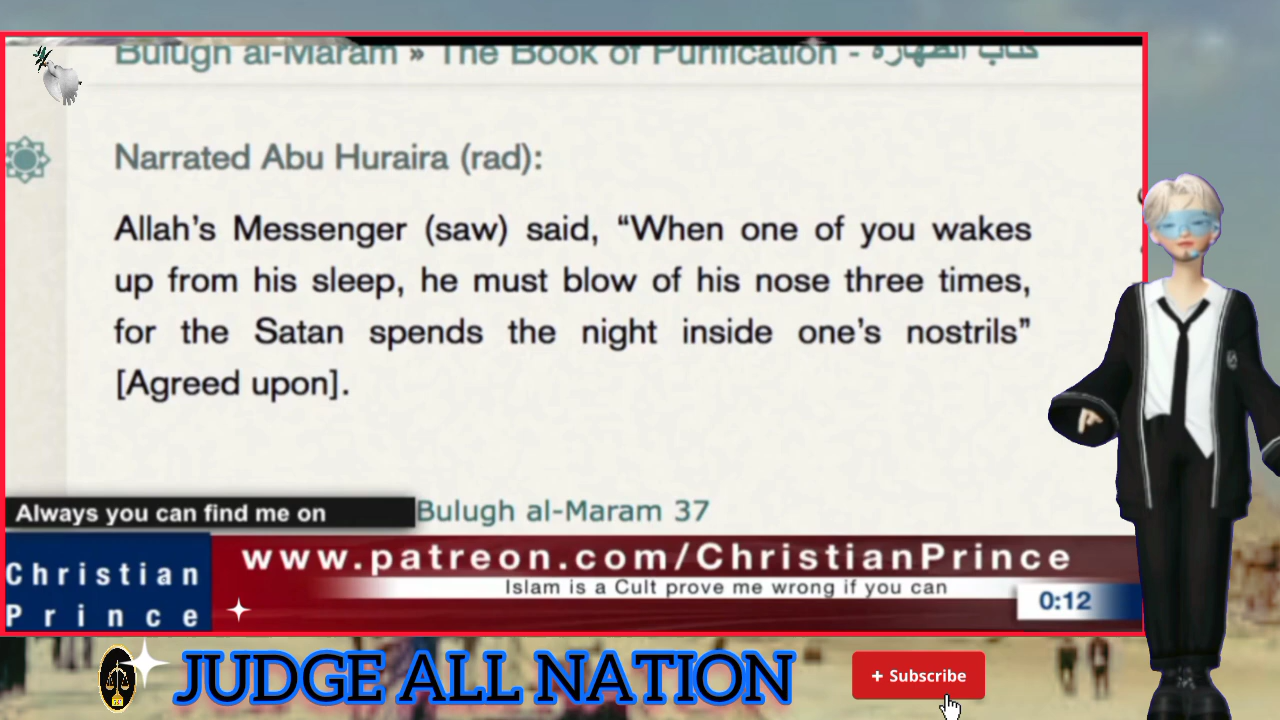 Bulugh al-Maram » The Book of Purification - كتاب الطهارة
Narrated Abu Huraira (rad):
Allah's Messenger (saw) said, “When one of you wakes
up from his sleep, he must blow of his nose three times,
for the Satan spends the night inside one's nostrils”
[Agreed upon].
Always you can find me on
Bulugh al-Maram 37
Christian
Prince
www.patreon.com/ChristianPrince
Islam is a Cult prove me wrong if you can
0:12
JUDGE ALL NATION
+ Subscribe